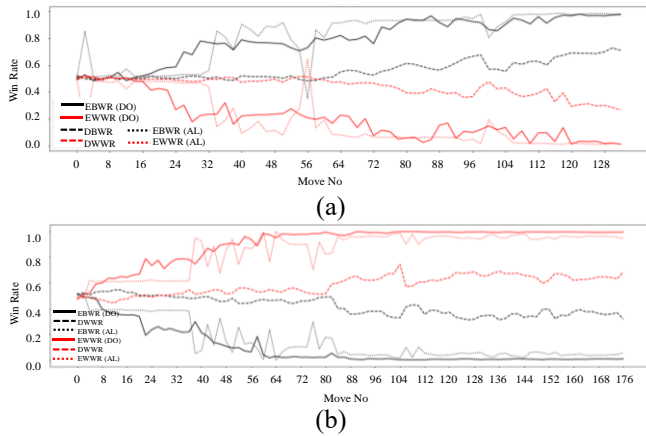 1.0
0.8
0.6
0.4
0.2
0.0
Win Rate
EBWR (DO)
EWWR (DO)
DBWR EBWR (AL)
DWWR EWWR (AL)
0 8 16 24 32 40 48 56 64 72 80 88 96 104 112 120 128
Move No
(a)
1.0
0.8
0.6
0.4
0.2
0.0
Win Rate
EBWR (DO)
DWWR
EBWR (AL)
EWWR (DO)
DWWR
EWWR (AL)
0 8 16 24 32 40 48 56 64 72 80 88 96 104 112 120 128 136 144 152 160 168 176
Move No
(b)